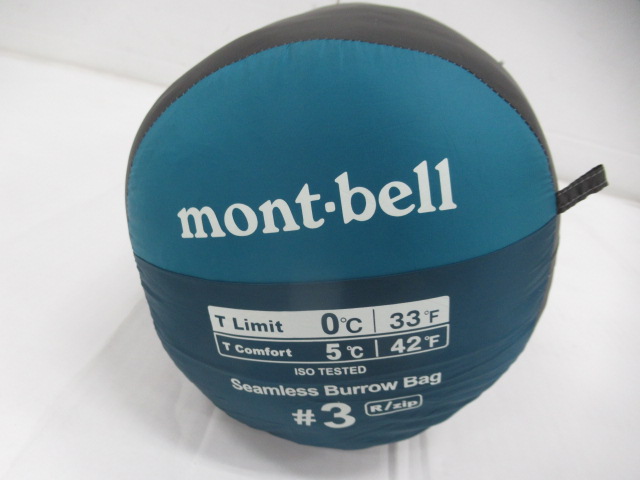 mont-bell
T Limit 0℃ | 33°F
T Comfort 5℃ | 42°F
ISO TESTED
Seamless Burrow Bag
#3 R/zip